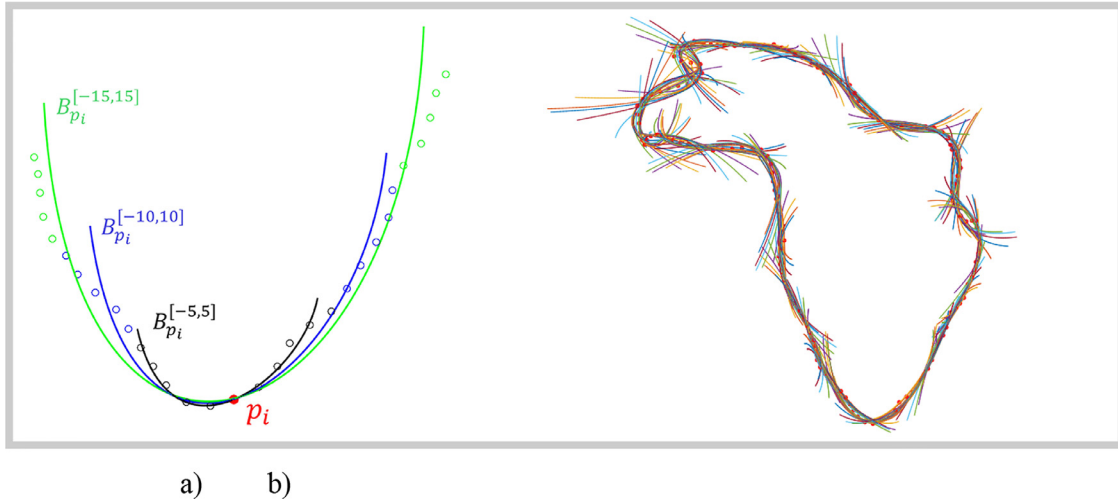 B_{p_i}^{[-15,15]}
B_{p_i}^{[-10,10]}
B_{p_i}^{[-5,5]}
p_i
a) b)